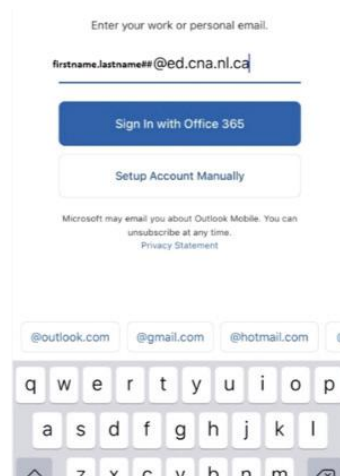 Enter your work or personal email.
firstname.lastname##@ed.cna.nl.ca
Sign In with Office 365
Setup Account Manually
Microsoft may email you about Outlook Mobile. You can
unsubscribe at any time.
Privacy Statement
@outlook.com @gmail.com @hotmail.com @
q w e r t y u i o p
a s d f g h j k l
z x c v b n m